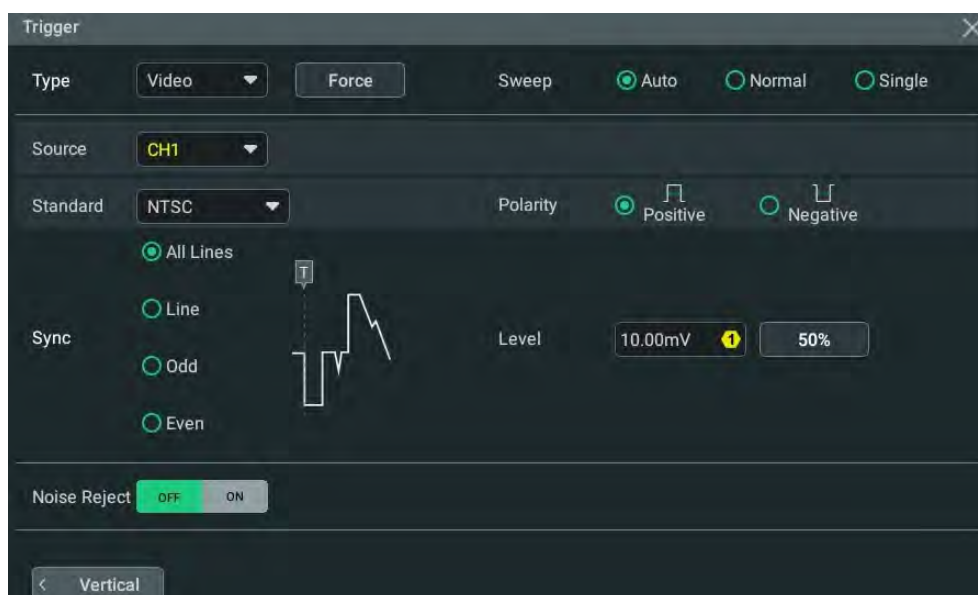 Trigger
Type Video Force Sweep Auto Normal Single
Source CH1
Standard NTSC Polarity Positive Negative
All Lines
T
Line
Sync Level 10.00mV 1 50%
Odd
Even
Noise Reject OFF ON
< Vertical